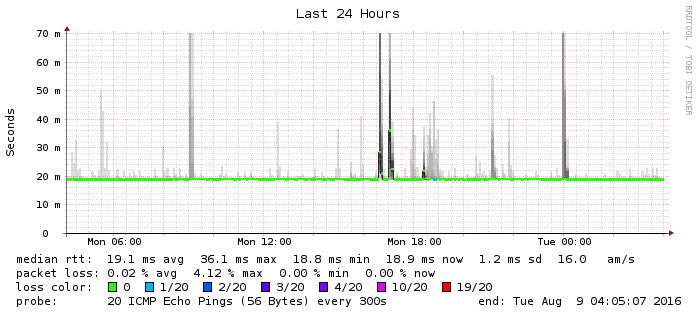 Last 24 Hours
RRDTOOL / TOBI OETIKER
Seconds
70 m
60 m
50 m
40 m
30 m
20 m
10 m
0
Mon 06:00 Mon 12:00 Mon 18:00 Tue 00:00
median rtt: 19.1 ms avg 36.1 ms max 18.8 ms min 18.9 ms now 1.2 ms sd 16.0 am/s
packet loss: 0.02 % avg 4.12 % max 0.00 % min 0.00 % now
loss color: 0 1/20 2/20 3/20 4/20 10/20 19/20
probe: 20 ICMP Echo Pings (56 Bytes) every 300s end: Tue Aug 9 04:05:07 2016